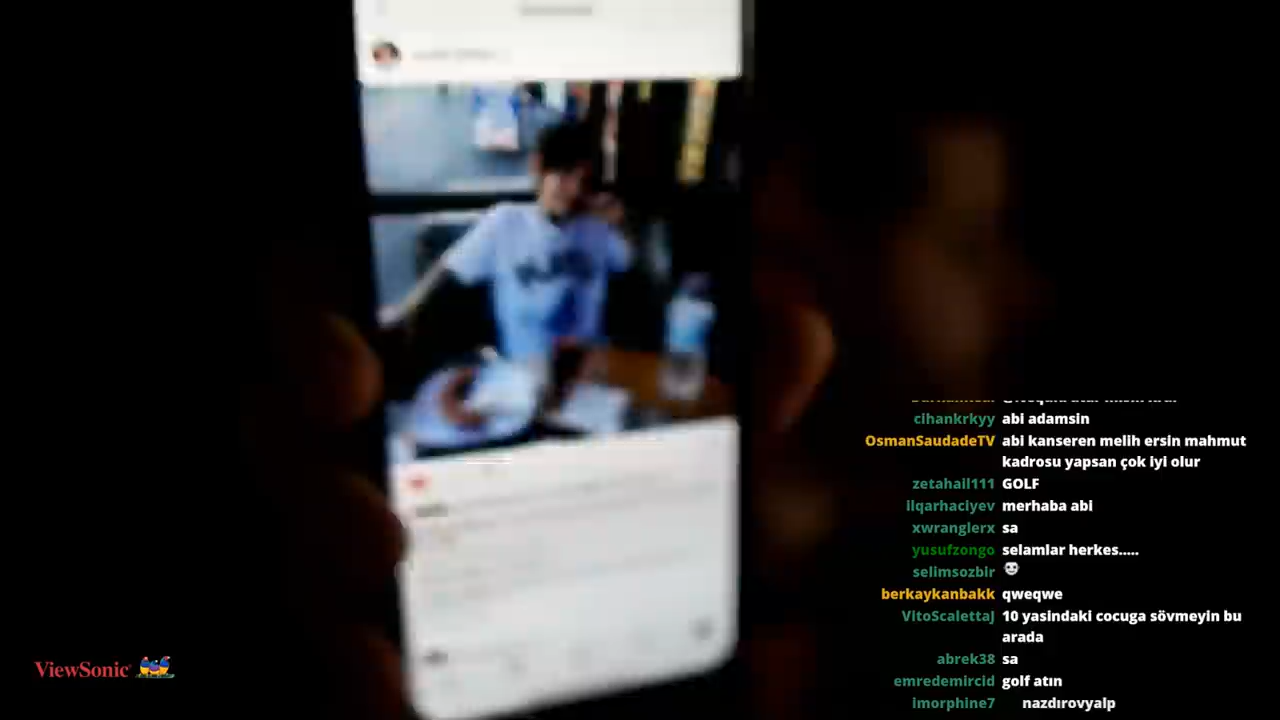 cihankrkyy abi adamsin
OsmanSaudadeTV abi kanseren melih ersin mahmut
kadrosu yapsan çok iyi olur
zetahail111 GOLF
ilqarhaciyev merhaba abi
xwranglerx sa
yusufzongo selamlar herkes.....
selimsozbir
berkaykanbakk qweqwe
VitoScalettaJ 10 yasindaki cocuga sövmeyin bu
arada
abrek38 sa
ViewSonic
emredemircid golf atın
imorphine7 nazdırovyalp